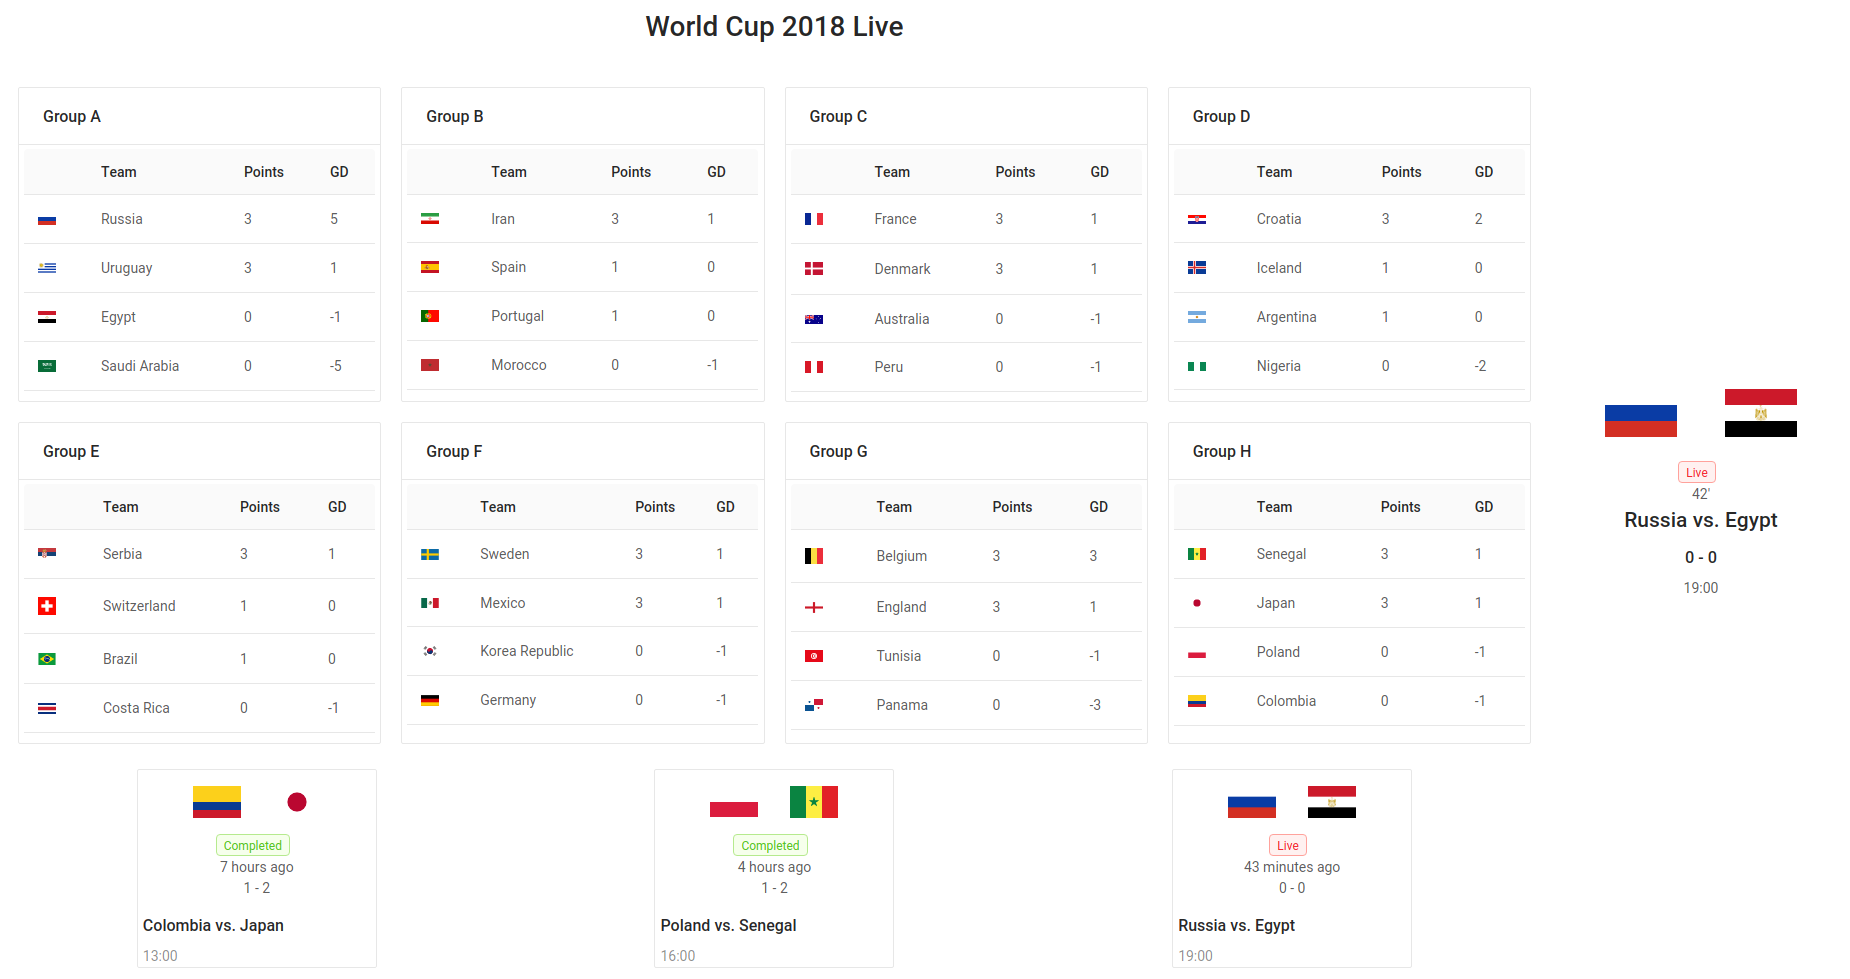 World Cup 2018 Live
Group A
Team Points GD
Russia 3 5
Uruguay 3 1
Egypt 0 -1
Saudi Arabia 0 -5
Group B
Team Points GD
Iran 3 1
Spain 1 0
Portugal 1 0
Morocco 0 -1
Group C
Team Points GD
France 3 1
Denmark 3 1
Australia 0 -1
Peru 0 -1
Group D
Team Points GD
Croatia 3 2
Iceland 1 0
Argentina 1 0
Nigeria 0 -2
Group E
Team Points GD
Serbia 3 1
Switzerland 1 0
Brazil 1 0
Costa Rica 0 -1
Group F
Team Points GD
Sweden 3 1
Mexico 3 1
Korea Republic 0 -1
Germany 0 -1
Group G
Team Points GD
Belgium 3 3
England 3 1
Tunisia 0 -1
Panama 0 -3
Group H
Team Points GD
Senegal 3 1
Japan 3 1
Poland 0 -1
Colombia 0 -1
Live
42'
Russia vs. Egypt
0 - 0
19:00
Completed
7 hours ago
1 - 2
Colombia vs. Japan
13:00
Completed
4 hours ago
1 - 2
Poland vs. Senegal
16:00
Live
43 minutes ago
0 - 0
Russia vs. Egypt
19:00